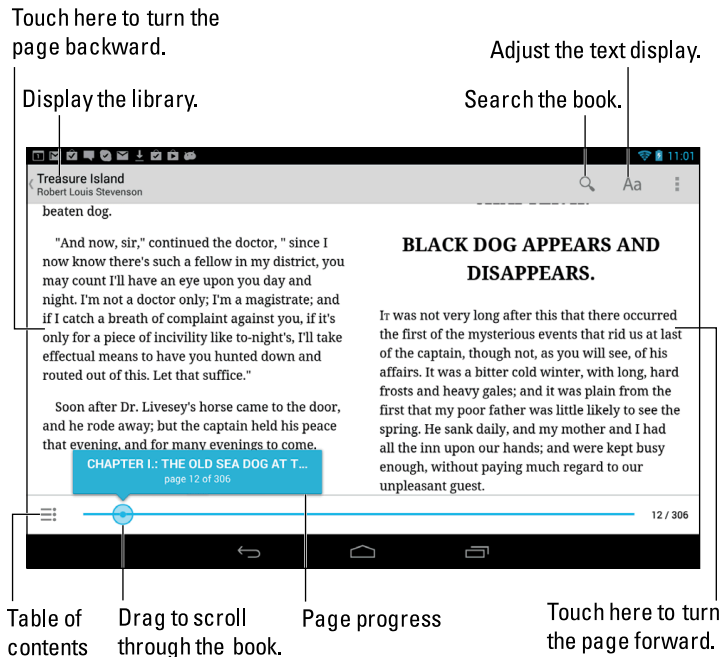 Touch here to turn the
page backward.
Adjust the text display.
Display the library.
Search the book.
11:01
Treasure Island
Robert Louis Stevenson
Aa
beaten dog.
"And now, sir," continued the doctor, " since I
now know there's such a fellow in my district, you
may count I'll have an eye upon you day and
night. I'm not a doctor only; I'm a magistrate; and
if I catch a breath of complaint against you, if it's
only for a piece of incivility like to-night's, I'll take
effectual means to have you hunted down and
routed out of this. Let that suffice."
Soon after Dr. Livesey's horse came to the door,
and he rode away; but the captain held his peace
that evening, and for many evenings to come.
BLACK DOG APPEARS AND
DISAPPEARS.
IT was not very long after this that there occurred
the first of the mysterious events that rid us at last
of the captain, though not, as you will see, of his
affairs. It was a bitter cold winter, with long, hard
frosts and heavy gales; and it was plain from the
first that my poor father was little likely to see the
spring. He sank daily, and my mother and I had
all the inn upon our hands; and were kept busy
enough, without paying much regard to our
unpleasant guest.
CHAPTER I.: THE OLD SEA DOG AT T...
page 12 of 306
12 / 306
Table of
contents
Drag to scroll
through the book.
Page progress
Touch here to turn
the page forward.